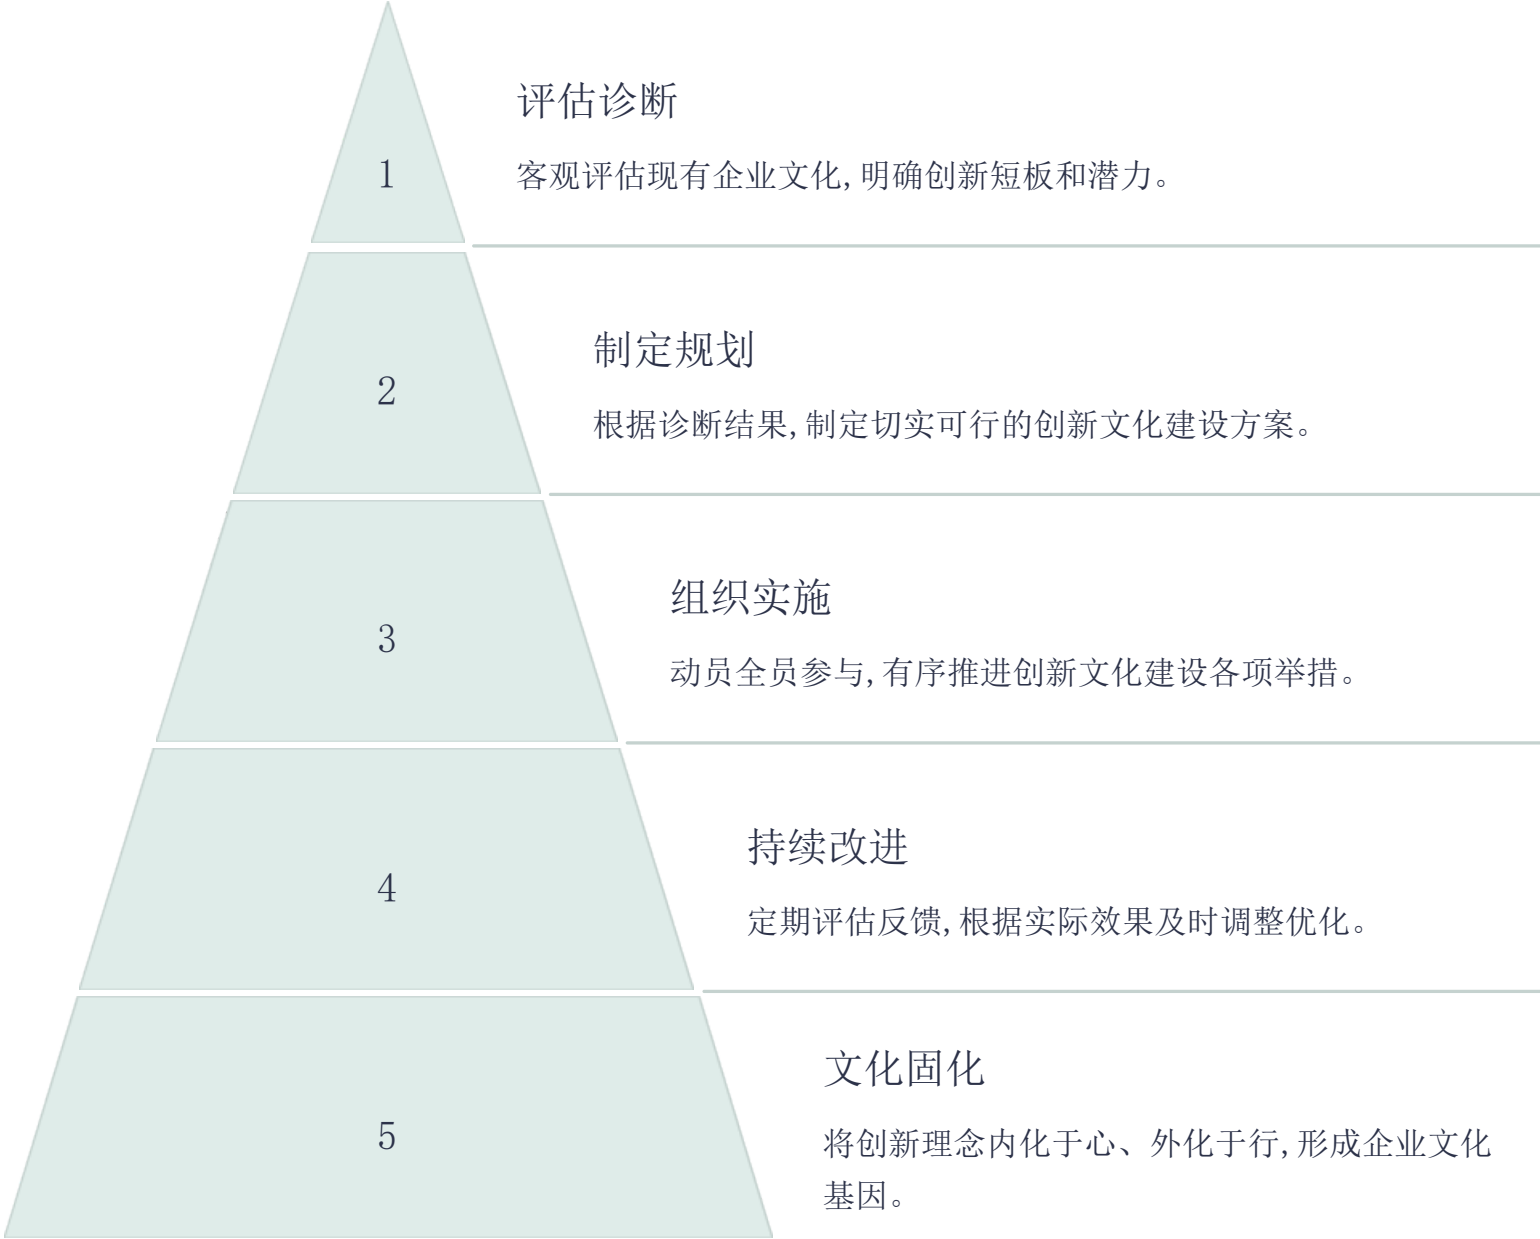 评估诊断
1
客观评估现有企业文化,明确创新短板和潜力。
制定规划
2
根据诊断结果,制定切实可行的创新文化建设方案。
组织实施
3
动员全员参与,有序推进创新文化建设各项举措。
持续改进
4
定期评估反馈,根据实际效果及时调整优化。
文化固化
5
将创新理念内化于心、外化于行,形成企业文化
基因。